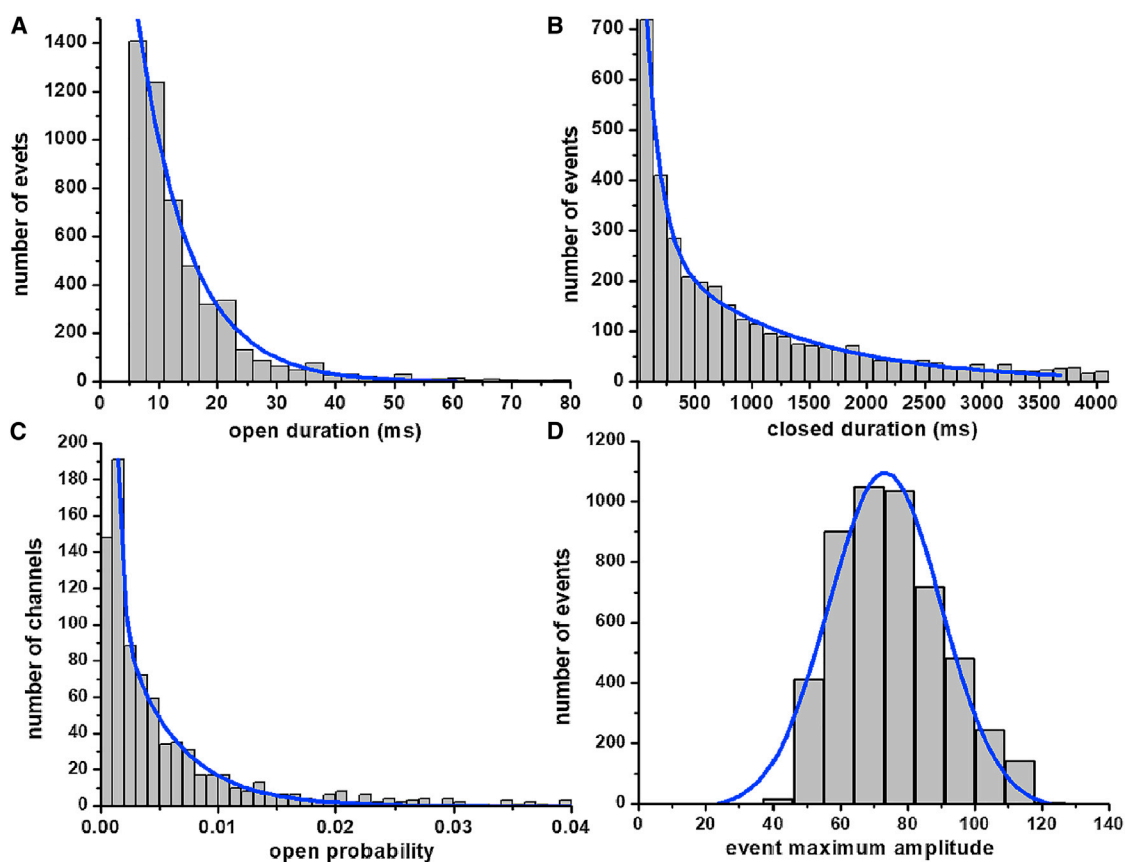 A
1400
1200
1000
800
600
400
200
0
number of evets
0 10 20 30 40 50 60 70 80
open duration (ms)
B
700
600
500
400
300
200
100
0
number of events
0 500 1000 1500 2000 2500 3000 3500 4000
closed duration (ms)
C
200
180
160
140
120
100
80
60
40
20
0
number of channels
0.00 0.01 0.02 0.03 0.04
open probability
D
1200
1000
800
600
400
200
0
number of events
0 20 40 60 80 100 120 140
event maximum amplitude